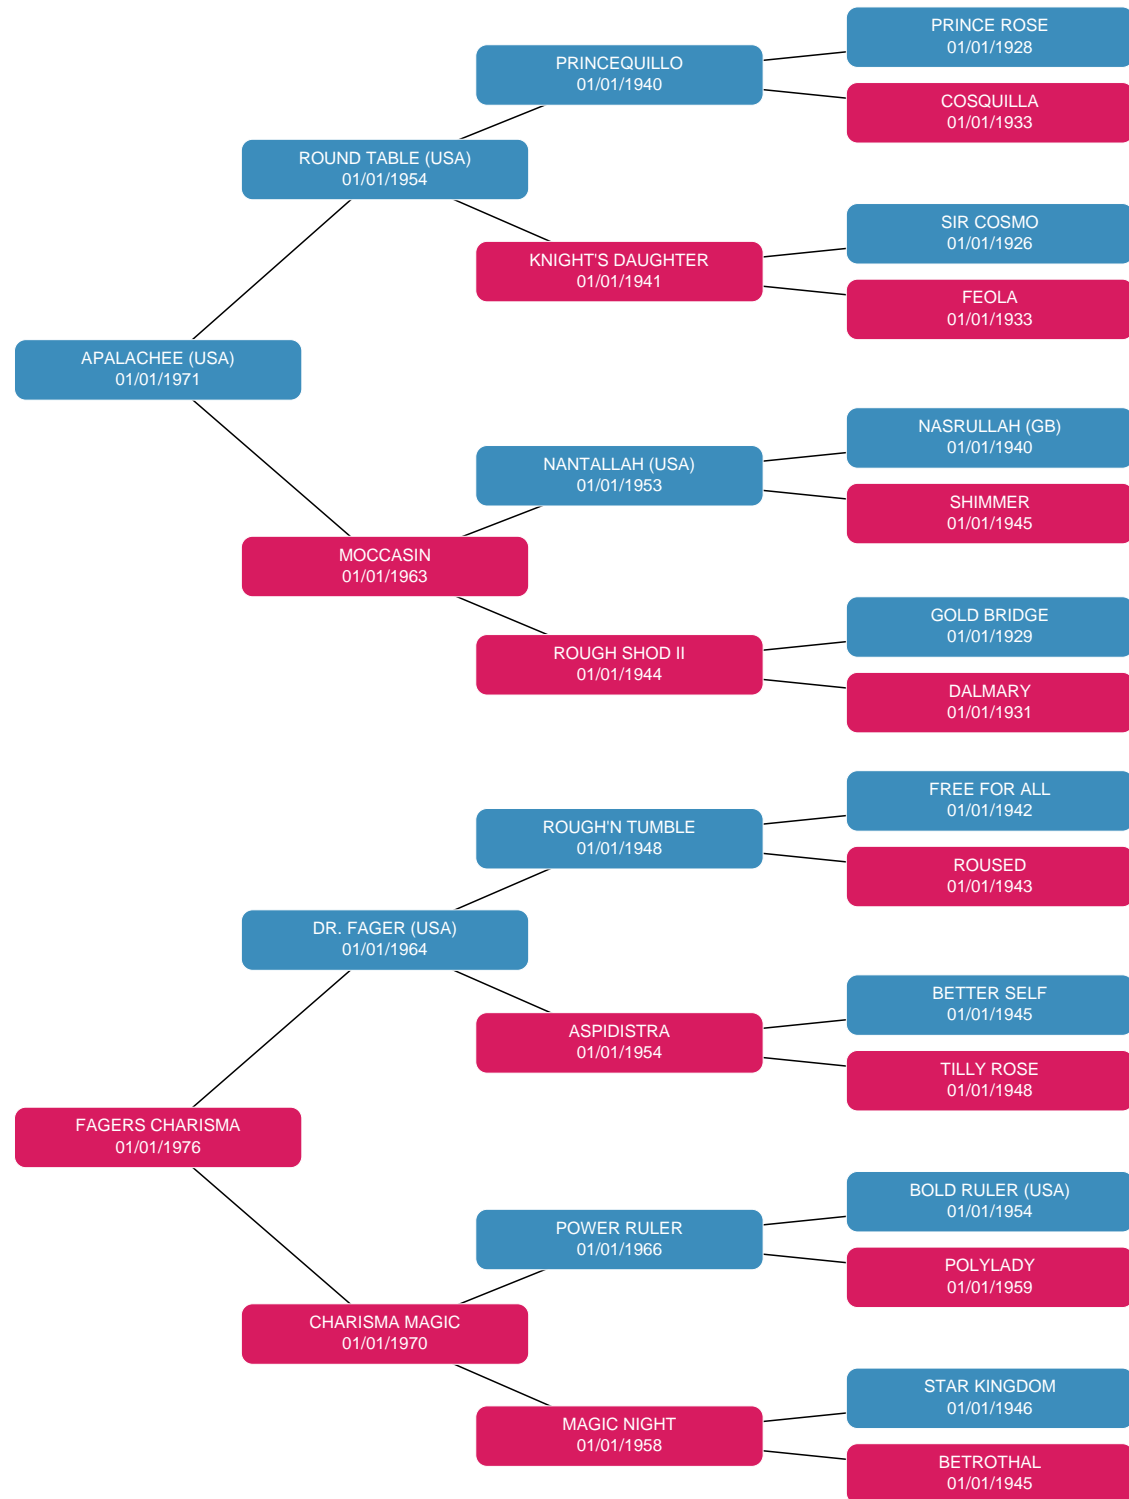 PRINCE ROSE
01/01/1928
PRINCEQUILLO
01/01/1940
COSQUILLA
01/01/1933
ROUND TABLE (USA)
01/01/1954
SIR COSMO
01/01/1926
KNIGHT'S DAUGHTER
01/01/1941
FEOLA
01/01/1933
APALACHEE (USA)
01/01/1971
NASRULLAH (GB)
01/01/1940
NANTALLAH (USA)
01/01/1953
SHIMMER
01/01/1945
MOCCASIN
01/01/1963
GOLD BRIDGE
01/01/1929
ROUGH SHOD II
01/01/1944
DALMARY
01/01/1931
FREE FOR ALL
01/01/1942
ROUGH'N TUMBLE
01/01/1948
ROUSED
01/01/1943
DR. FAGER (USA)
01/01/1964
BETTER SELF
01/01/1945
ASPIDISTRA
01/01/1954
TILLY ROSE
01/01/1948
FAGERS CHARISMA
01/01/1976
BOLD RULER (USA)
01/01/1954
POWER RULER
01/01/1966
POLYLADY
01/01/1959
CHARISMA MAGIC
01/01/1970
STAR KINGDOM
01/01/1946
MAGIC NIGHT
01/01/1958
BETROTHAL
01/01/1945